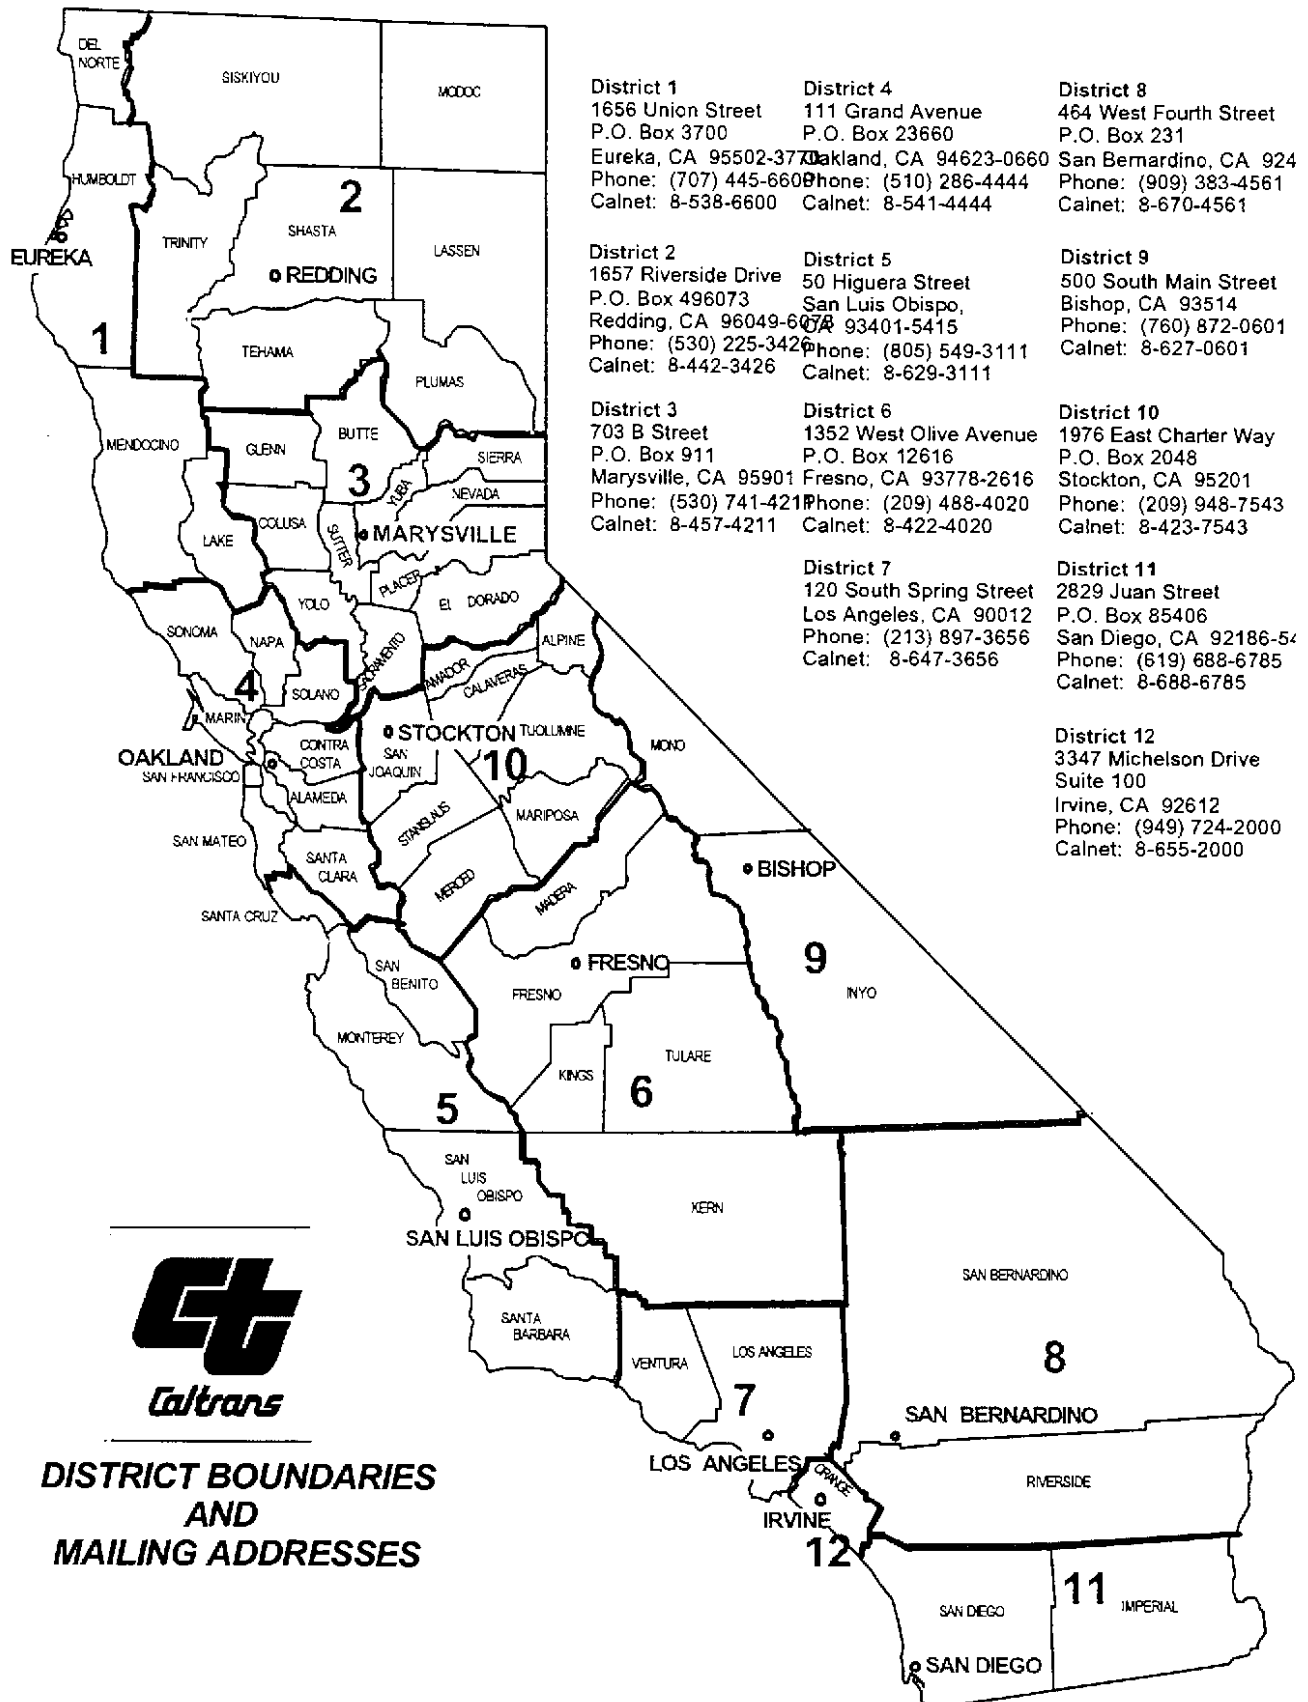 District 1
1656 Union Street
P.O. Box 3700
Eureka, CA 95502-3770
Phone: (707) 445-6600
Calnet: 8-538-6600
District 2
1657 Riverside Drive
P.O. Box 496073
Redding, CA 96049-6073
Phone: (530) 225-3426
Calnet: 8-442-3426
District 3
703 B Street
P.O. Box 911
Marysville, CA 95901
Phone: (530) 741-4211
Calnet: 8-457-4211
District 4
111 Grand Avenue
P.O. Box 23660
Oakland, CA 94623-0660
Phone: (510) 286-4444
Calnet: 8-541-4444
District 5
50 Higuera Street
San Luis Obispo,
CA 93401-5415
Phone: (805) 549-3111
Calnet: 8-629-3111
District 6
1352 West Olive Avenue
P.O. Box 12616
Fresno, CA 93778-2616
Phone: (209) 488-4020
Calnet: 8-422-4020
District 7
120 South Spring Street
Los Angeles, CA 90012
Phone: (213) 897-3656
Calnet: 8-647-3656
District 8
464 West Fourth Street
P.O. Box 231
San Bernardino, CA 924
Phone: (909) 383-4561
Calnet: 8-670-4561
District 9
500 South Main Street
Bishop, CA 93514
Phone: (760) 872-0601
Calnet: 8-627-0601
District 10
1976 East Charter Way
P.O. Box 2048
Stockton, CA 95201
Phone: (209) 948-7543
Calnet: 8-423-7543
District 11
2829 Juan Street
P.O. Box 85406
San Diego, CA 92186-54
Phone: (619) 688-6785
Calnet: 8-688-6785
District 12
3347 Michelson Drive
Suite 100
Irvine, CA 92612
Phone: (949) 724-2000
Calnet: 8-655-2000
DEL
NORTE
SISKIYOU
MODOC
HUMBOLDT
2
TRINITY
SHASTA
LASSEN
EUREKA
REDDING
1
TEHAMA
PLUMAS
MENDOCINO
GLENN
BUTTE
SIERRA
3
YUBA
NEVADA
COLUSA
SUTTER
MARYSVILLE
LAKE
PLACER
YOLO
EL DORADO
SONOMA
NAPA
SACRAMENTO
AMADOR
ALPINE
CALAVERAS
4
SOLANO
MARIN
STOCKTON
TUOLUMNE
MONO
OAKLAND
CONTRA
COSTA
SAN
JOAQUIN
10
SAN FRANCISCO
ALAMEDA
STANISLAUS
MARIPOSA
SAN MATEO
SANTA
CLARA
MERCED
MADERA
BISHOP
SANTA CRUZ
SAN
BENITO
FRESNO
FRESNO
9
INYO
MONTEREY
KINGS
TULARE
6
5
SAN
LUIS
OBISPO
KERN
SAN LUIS OBISPO
SAN BERNARDINO
SANTA
BARBARA
VENTURA
LOS ANGELES
8
7
SAN BERNARDINO
LOS ANGELES
ORANGE
RIVERSIDE
IRVINE
12
11
SAN DIEGO
IMPERIAL
SAN DIEGO
Ct
Caltrans
DISTRICT BOUNDARIES
AND
MAILING ADDRESSES